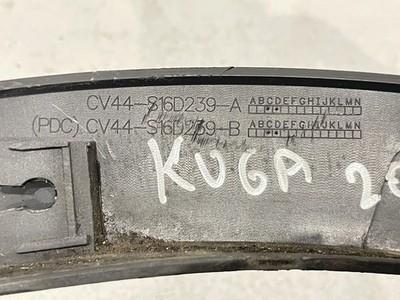 CV44-S16D239-A ABCDEFGHIJKLMN
(PDC) CV44-S16D239-B ABCDEFGHIJKLMN
KUGA